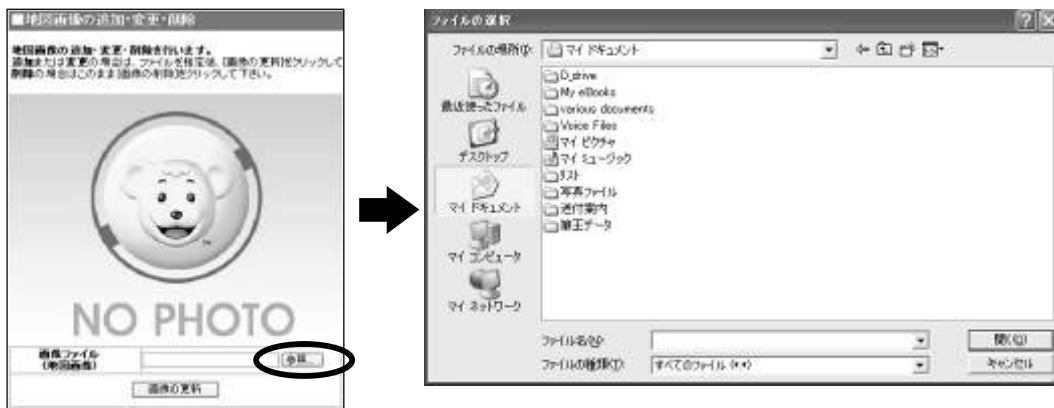 ■地図画像の追加・変更・削除
地図画像の追加・変更・削除を行います。
追加または変更の場合は、ファイルを指定後、[画像の更新]をクリックして
削除の場合はこのまま[画像の削除]をクリックして下さい。
NO PHOTO
画像ファイル
(地図画像)
参照...
画像の更新
ファイルの選択
ファイルの場所(I):
マイ ドキュメント
最近使ったファイル
デスクトップ
マイ ドキュメント
マイ コンピュータ
マイ ネットワーク
D_drive
My eBooks
various documents
Voice Files
マイ ピクチャ
マイ ミュージック
テスト
写真ファイル
送付案内
筆王データ
ファイル名(N):
開く(O)
ファイルの種類(T):
すべてのファイル (*.*)
キャンセル